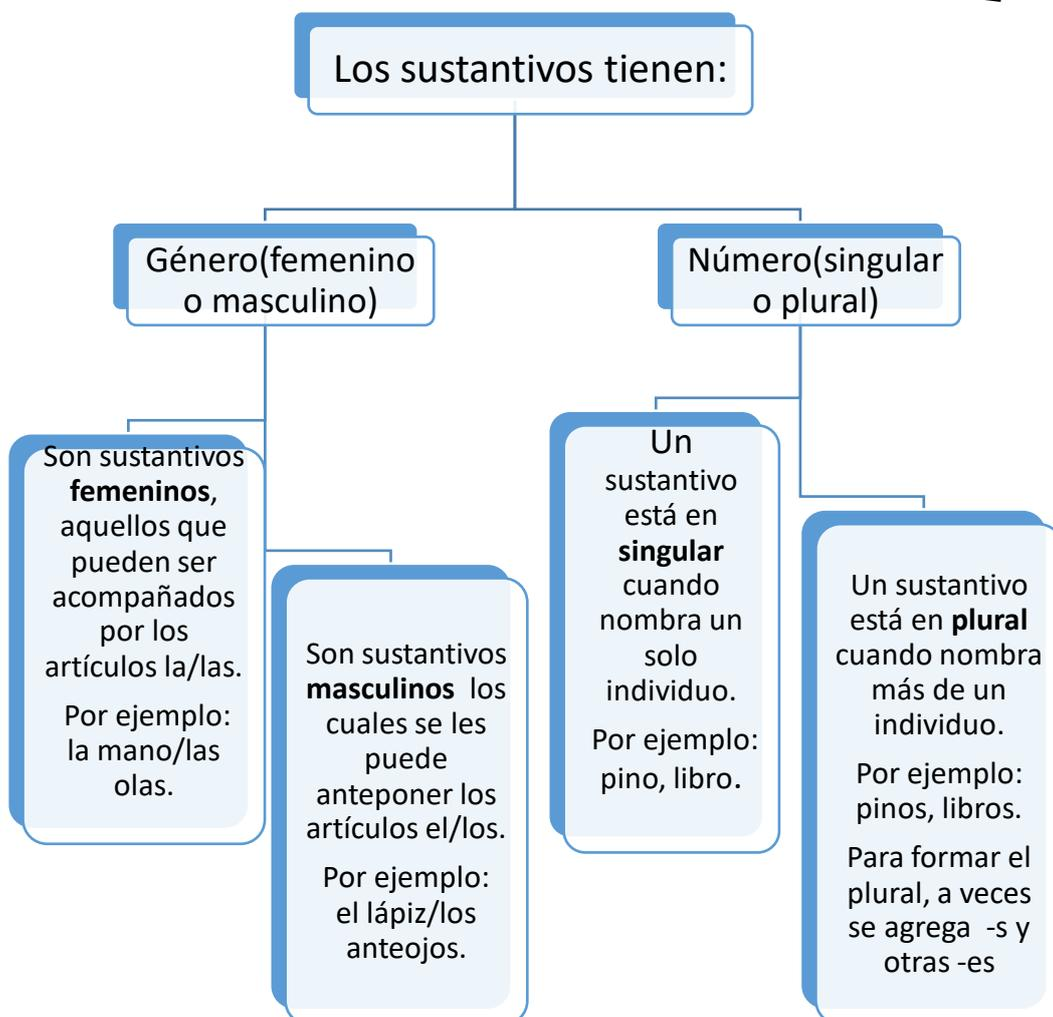 Los sustantivos tienen:
Género(femenino
o masculino)
Número(singular
o plural)
Son sustantivos
femeninos,
aquellos que
pueden ser
acompañados
por los
artículos la/las.
Por ejemplo:
la mano/las
olas.
Son sustantivos
masculinos los
cuales se les
puede
anteponer los
artículos el/los.
Por ejemplo:
el lápiz/los
anteojos.
Un
sustantivo
está en
singular
cuando
nombra un
solo
individuo.
Por ejemplo:
pino, libro.
Un sustantivo
está en plural
cuando nombra
más de un
individuo.
Por ejemplo:
pinos, libros.
Para formar el
plural, a veces
se agrega -s y
otras -es